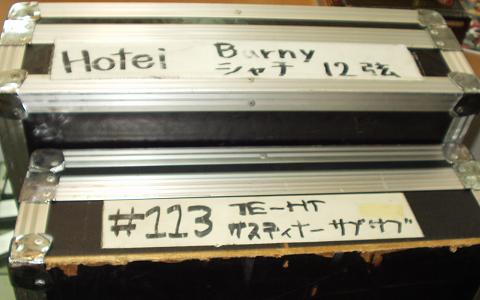 Hotei Burny
シャチ 12弦
#113 TE-HT
サスティナーサブサブ